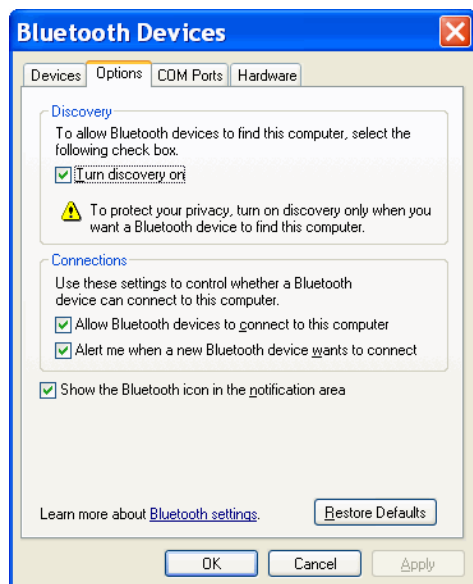 Bluetooth Devices
Devices Options COM Ports Hardware
Discovery
To allow Bluetooth devices to find this computer, select the
following check box.
Turn discovery on
To protect your privacy, turn on discovery only when you
want a Bluetooth device to find this computer.
Connections
Use these settings to control whether a Bluetooth
device can connect to this computer.
Allow Bluetooth devices to connect to this computer
Alert me when a new Bluetooth device wants to connect
Show the Bluetooth icon in the notification area
Learn more about Bluetooth settings. Restore Defaults
OK Cancel Apply